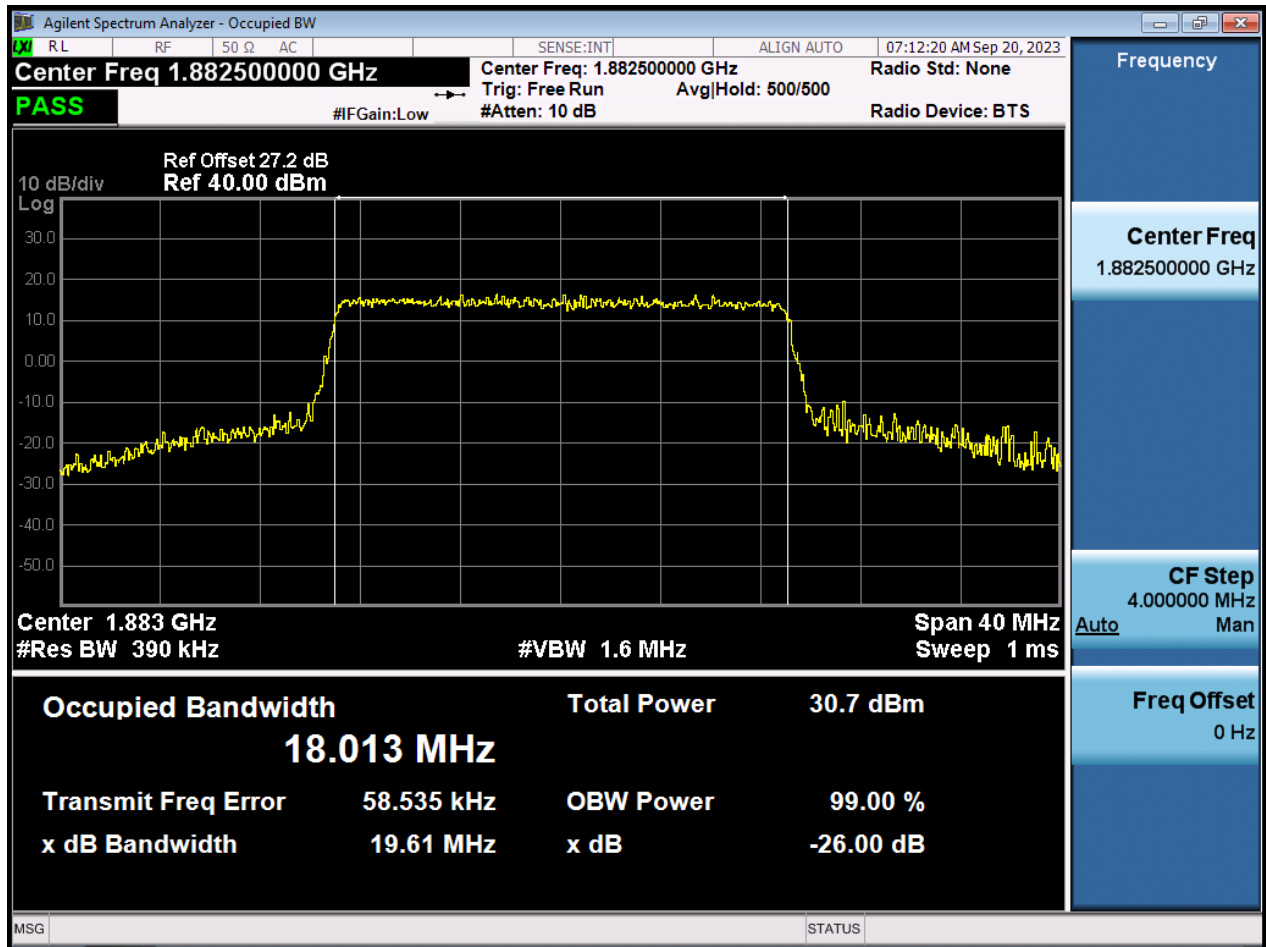 Agilent Spectrum Analyzer - Occupied BW
LXI RL RF 50 Ω AC SENSE:INT ALIGN AUTO 07:12:20 AM Sep 20, 2023
Center Freq 1.882500000 GHz
PASS
#IFGain:Low
Center Freq: 1.882500000 GHz
Trig: Free Run Avg|Hold: 500/500
#Atten: 10 dB
Radio Std: None
Radio Device: BTS
Ref Offset 27.2 dB
10 dB/div Ref 40.00 dBm
Log
30.0
20.0
10.0
0.00
-10.0
-20.0
-30.0
-40.0
-50.0
Center 1.883 GHz Span 40 MHz
#Res BW 390 kHz #VBW 1.6 MHz Sweep 1 ms
Occupied Bandwidth Total Power 30.7 dBm
18.013 MHz
Transmit Freq Error 58.535 kHz OBW Power 99.00 %
x dB Bandwidth 19.61 MHz x dB -26.00 dB
MSG STATUS
Frequency
Center Freq
1.882500000 GHz
CF Step
4.000000 MHz
Auto Man
Freq Offset
0 Hz